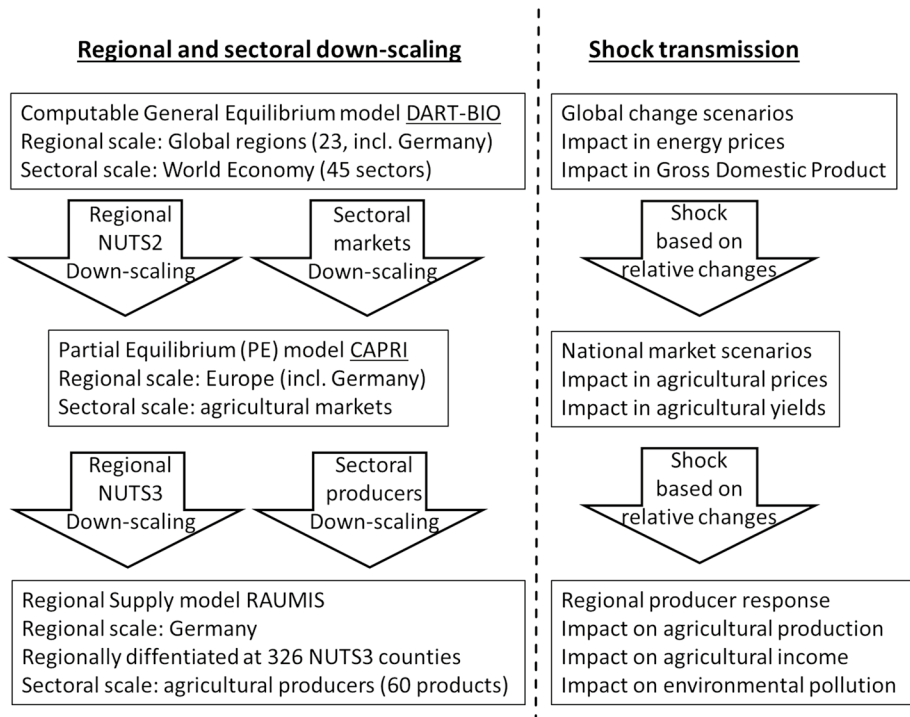 Regional and sectoral down-scaling
Computable General Equilibrium model DART-BIO
Regional scale: Global regions (23, incl. Germany)
Sectoral scale: World Economy (45 sectors)
Regional
NUTS2
Down-scaling
Sectoral
markets
Down-scaling
Partial Equilibrium (PE) model CAPRI
Regional scale: Europe (incl. Germany)
Sectoral scale: agricultural markets
Regional
NUTS3
Down-scaling
Sectoral
producers
Down-scaling
Regional Supply model RAUMIS
Regional scale: Germany
Regionally diffentiated at 326 NUTS3 counties
Sectoral scale: agricultural producers (60 products)
Shock transmission
Global change scenarios
Impact in energy prices
Impact in Gross Domestic Product
Shock
based on
relative changes
National market scenarios
Impact in agricultural prices
Impact in agricultural yields
Shock
based on
relative changes
Regional producer response
Impact on agricultural production
Impact on agricultural income
Impact on environmental pollution